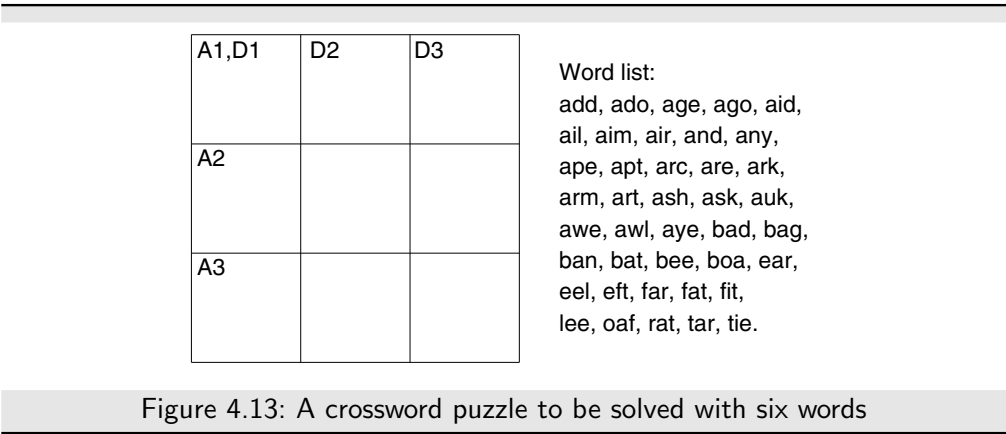 A1,D1 D2 D3
A2
A3
Word list:
add, ado, age, ago, aid,
ail, aim, air, and, any,
ape, apt, arc, are, ark,
arm, art, ash, ask, auk,
awe, awl, aye, bad, bag,
ban, bat, bee, boa, ear,
eel, eft, far, fat, fit,
lee, oaf, rat, tar, tie.
Figure 4.13: A crossword puzzle to be solved with six words